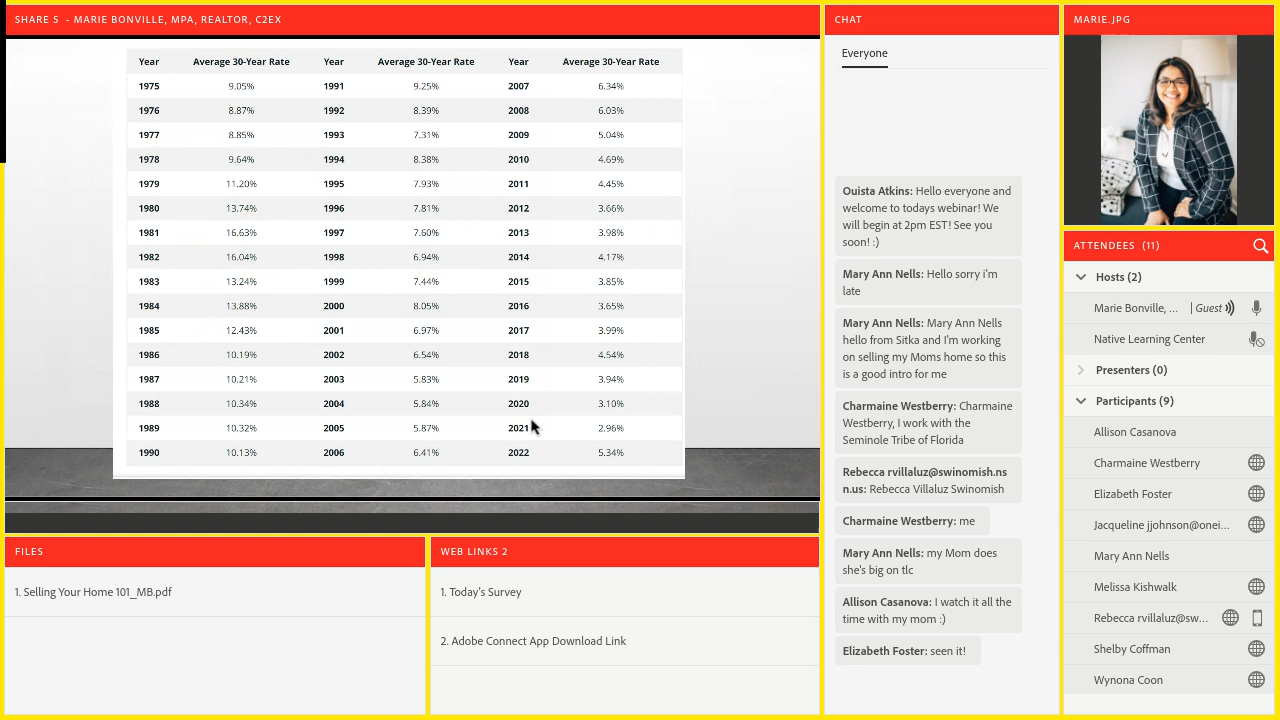 SHARE 5 - MARIE BONVILLE, MPA, REALTOR, C2EX
Year Average 30-Year Rate Year Average 30-Year Rate Year Average 30-Year Rate
1975 9.05% 1991 9.25% 2007 6.34%
1976 8.87% 1992 8.39% 2008 6.03%
1977 8.85% 1993 7.31% 2009 5.04%
1978 9.64% 1994 8.38% 2010 4.69%
1979 11.20% 1995 7.93% 2011 4.45%
1980 13.74% 1996 7.81% 2012 3.66%
1981 16.63% 1997 7.60% 2013 3.98%
1982 16.04% 1998 6.94% 2014 4.17%
1983 13.24% 1999 7.44% 2015 3.85%
1984 13.88% 2000 8.05% 2016 3.65%
1985 12.43% 2001 6.97% 2017 3.99%
1986 10.19% 2002 6.54% 2018 4.54%
1987 10.21% 2003 5.83% 2019 3.94%
1988 10.34% 2004 5.84% 2020 3.10%
1989 10.32% 2005 5.87% 2021 2.96%
1990 10.13% 2006 6.41% 2022 5.34%
FILES
1. Selling Your Home 101_MB.pdf
WEB LINKS 2
1. Today's Survey
2. Adobe Connect App Download Link
CHAT
Everyone
Ouista Atkins: Hello everyone and
welcome to todays webinar! We
will begin at 2pm EST! See you
soon! :)
Mary Ann Nells: Hello sorry i'm
late
Mary Ann Nells: Mary Ann Nells
hello from Sitka and I'm working
on selling my Moms home so this
is a good intro for me
Charmaine Westberry: Charmaine
Westberry, I work with the
Seminole Tribe of Florida
Rebecca rvillaluz@swinomish.ns
n.us: Rebecca Villaluz Swinomish
Charmaine Westberry: me
Mary Ann Nells: my Mom does
she's big on tlc
Allison Casanova: I watch it all the
time with my mom :)
Elizabeth Foster: seen it!
MARIE.JPG
ATTENDEES (11)
Hosts (2)
Marie Bonville, ... | Guest
Native Learning Center
Presenters (0)
Participants (9)
Allison Casanova
Charmaine Westberry
Elizabeth Foster
Jacqueline jjohnson@onei...
Mary Ann Nells
Melissa Kishwalk
Rebecca rvillaluz@sw...
Shelby Coffman
Wynona Coon